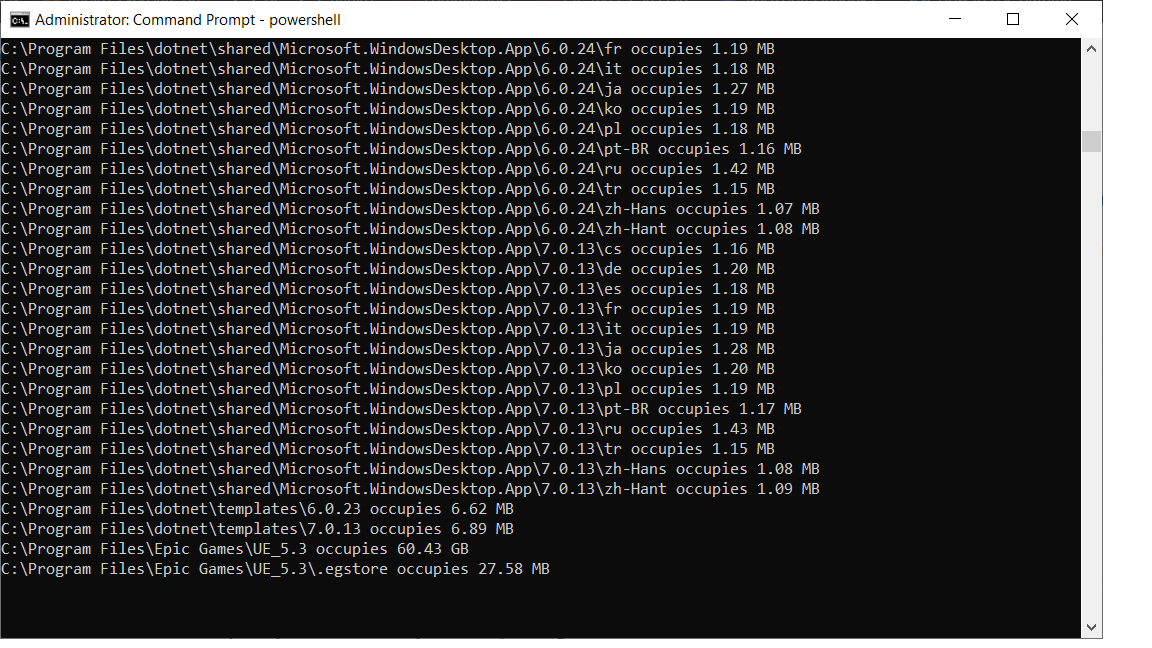 Administrator: Command Prompt - powershell
C:\Program Files\dotnet\shared\Microsoft.WindowsDesktop.App\6.0.24\fr occupies 1.19 MB
C:\Program Files\dotnet\shared\Microsoft.WindowsDesktop.App\6.0.24\it occupies 1.18 MB
C:\Program Files\dotnet\shared\Microsoft.WindowsDesktop.App\6.0.24\ja occupies 1.27 MB
C:\Program Files\dotnet\shared\Microsoft.WindowsDesktop.App\6.0.24\ko occupies 1.19 MB
C:\Program Files\dotnet\shared\Microsoft.WindowsDesktop.App\6.0.24\pl occupies 1.18 MB
C:\Program Files\dotnet\shared\Microsoft.WindowsDesktop.App\6.0.24\pt-BR occupies 1.16 MB
C:\Program Files\dotnet\shared\Microsoft.WindowsDesktop.App\6.0.24\ru occupies 1.42 MB
C:\Program Files\dotnet\shared\Microsoft.WindowsDesktop.App\6.0.24\tr occupies 1.15 MB
C:\Program Files\dotnet\shared\Microsoft.WindowsDesktop.App\6.0.24\zh-Hans occupies 1.07 MB
C:\Program Files\dotnet\shared\Microsoft.WindowsDesktop.App\6.0.24\zh-Hant occupies 1.08 MB
C:\Program Files\dotnet\shared\Microsoft.WindowsDesktop.App\7.0.13\cs occupies 1.16 MB
C:\Program Files\dotnet\shared\Microsoft.WindowsDesktop.App\7.0.13\de occupies 1.20 MB
C:\Program Files\dotnet\shared\Microsoft.WindowsDesktop.App\7.0.13\es occupies 1.18 MB
C:\Program Files\dotnet\shared\Microsoft.WindowsDesktop.App\7.0.13\fr occupies 1.19 MB
C:\Program Files\dotnet\shared\Microsoft.WindowsDesktop.App\7.0.13\it occupies 1.19 MB
C:\Program Files\dotnet\shared\Microsoft.WindowsDesktop.App\7.0.13\ja occupies 1.28 MB
C:\Program Files\dotnet\shared\Microsoft.WindowsDesktop.App\7.0.13\ko occupies 1.20 MB
C:\Program Files\dotnet\shared\Microsoft.WindowsDesktop.App\7.0.13\pl occupies 1.19 MB
C:\Program Files\dotnet\shared\Microsoft.WindowsDesktop.App\7.0.13\pt-BR occupies 1.17 MB
C:\Program Files\dotnet\shared\Microsoft.WindowsDesktop.App\7.0.13\ru occupies 1.43 MB
C:\Program Files\dotnet\shared\Microsoft.WindowsDesktop.App\7.0.13\tr occupies 1.15 MB
C:\Program Files\dotnet\shared\Microsoft.WindowsDesktop.App\7.0.13\zh-Hans occupies 1.08 MB
C:\Program Files\dotnet\shared\Microsoft.WindowsDesktop.App\7.0.13\zh-Hant occupies 1.09 MB
C:\Program Files\dotnet\templates\6.0.23 occupies 6.62 MB
C:\Program Files\dotnet\templates\7.0.13 occupies 6.89 MB
C:\Program Files\Epic Games\UE_5.3 occupies 60.43 GB
C:\Program Files\Epic Games\UE_5.3\.egstore occupies 27.58 MB